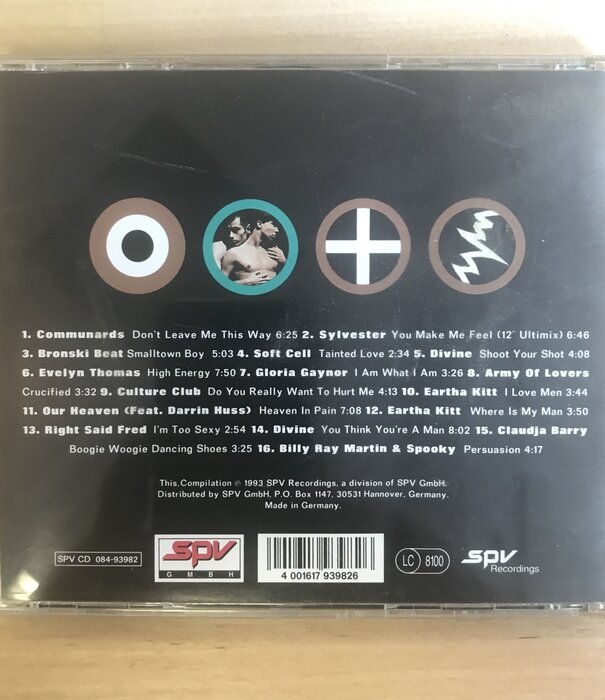 1. Communards Don't Leave Me This Way 6:25 2. Sylvester You Make Me Feel (12" Ultimix) 6:46
3. Bronski Beat Smalltown Boy 5:03 4. Soft Cell Tainted Love 2:34 5. Divine Shoot Your Shot 4:08
6. Evelyn Thomas High Energy 7:50 7. Gloria Gaynor I Am What I Am 3:26 8. Army Of Lovers
Crucified 3:32 9. Culture Club Do You Really Want To Hurt Me 4:13 10. Eartha Kitt I Love Men 3:44
11. Our Heaven (Feat. Darrin Huss) Heaven In Pain 7:08 12. Eartha Kitt Where Is My Man 3:50
13. Right Said Fred I'm Too Sexy 2:54 14. Divine You Think You're A Man 8:02 15. Claudja Barry
Boogie Woogie Dancing Shoes 3:25 16. Billy Ray Martin & Spooky Persuasion 4:17
This Compilation ℗ 1993 SPV Recordings, a division of SPV GmbH.
Distributed by SPV GmbH, P.O. Box 1147, 30531 Hannover, Germany.
Made in Germany.
SPV CD 084-93982
SPV
GMBH
4 001617 939826
LC 8100
SPV
Recordings